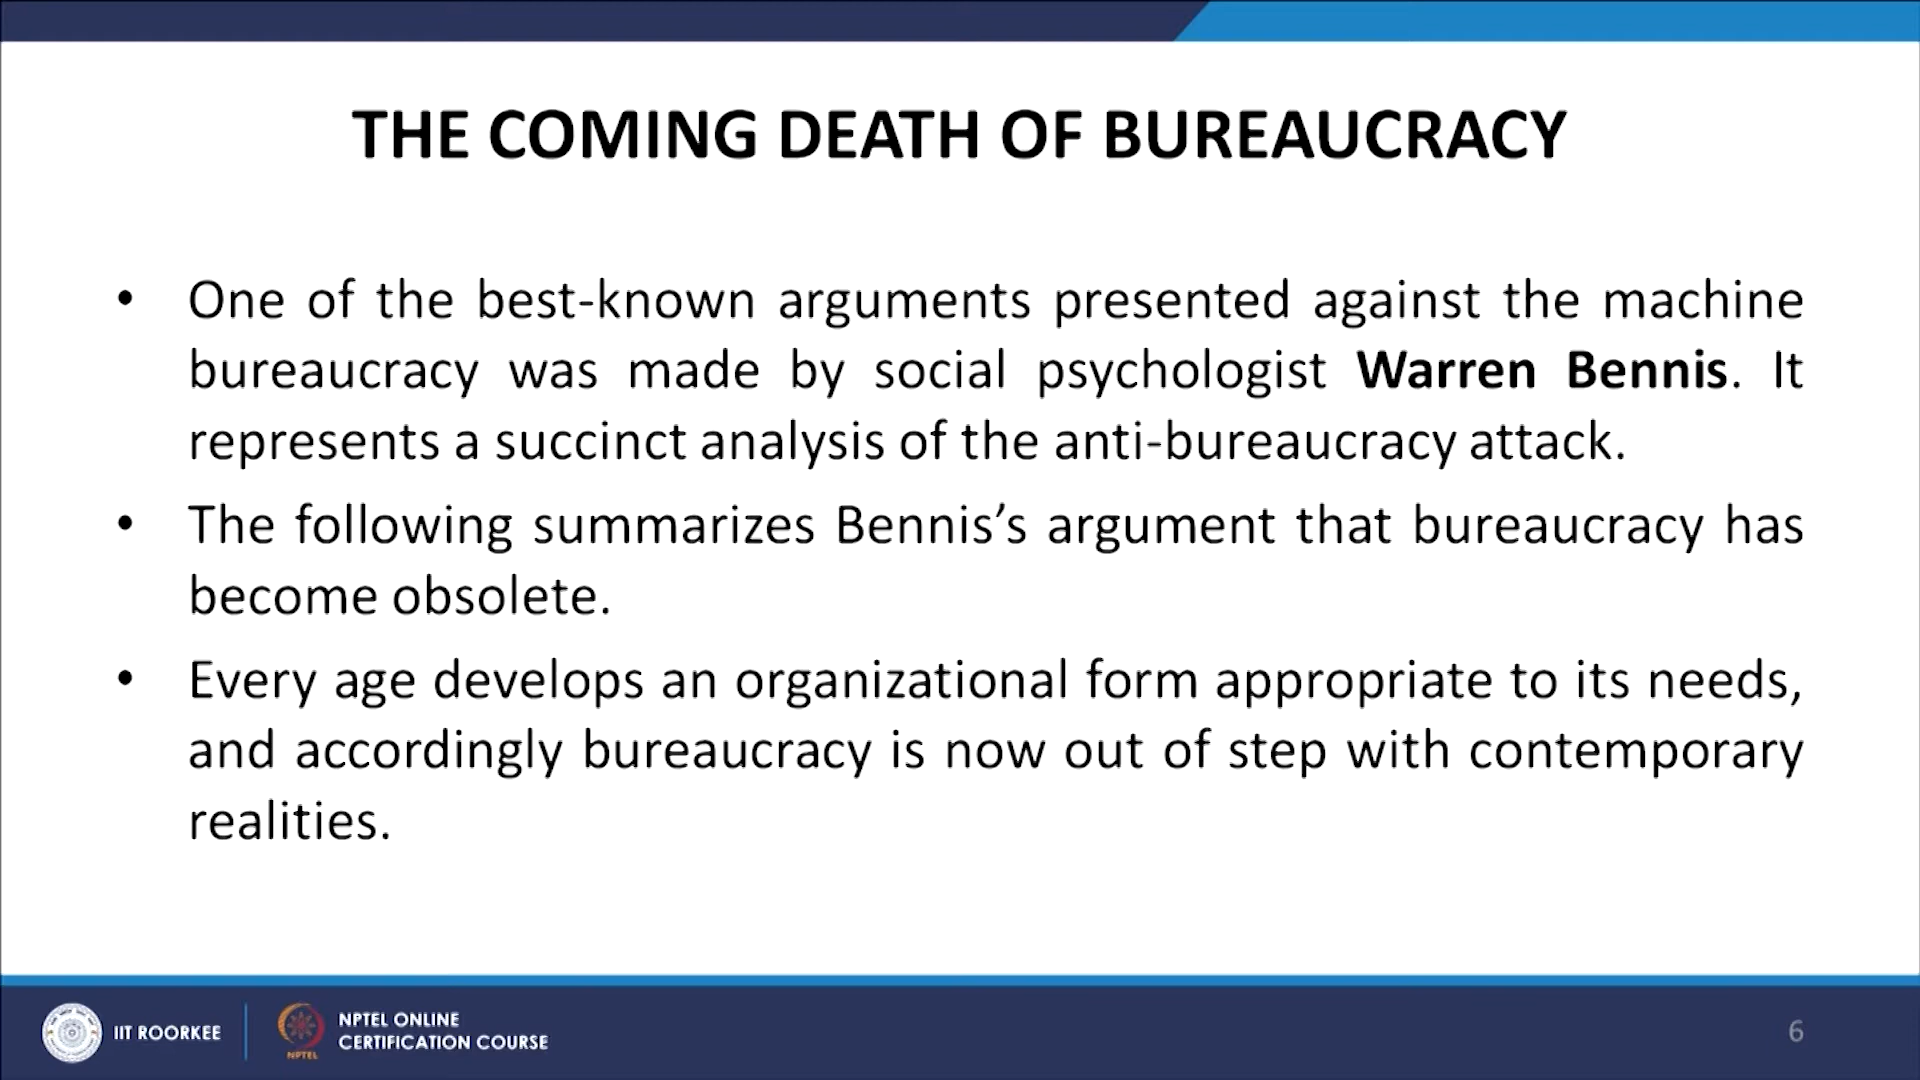 THE COMING DEATH OF BUREAUCRACY
• One of the best-known arguments presented against the machine
bureaucracy was made by social psychologist Warren Bennis. It
represents a succinct analysis of the anti-bureaucracy attack.
• The following summarizes Bennis’s argument that bureaucracy has
become obsolete.
• Every age develops an organizational form appropriate to its needs,
and accordingly bureaucracy is now out of step with contemporary
realities.
IIT ROORKEE
NPTEL
NPTEL ONLINE
CERTIFICATION COURSE
6